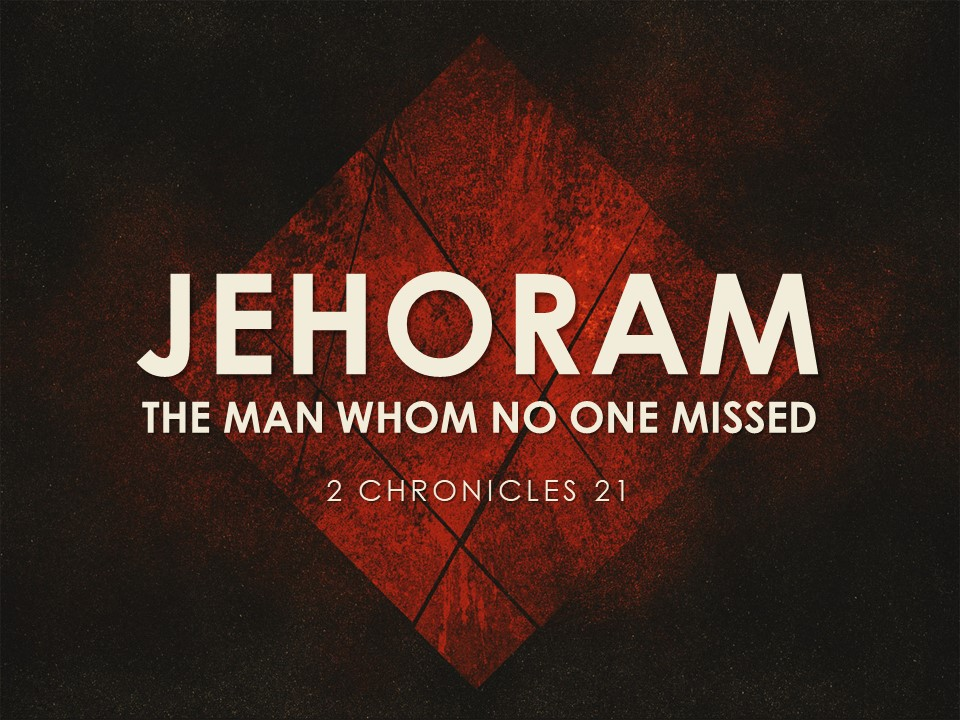 JEHORAM
THE MAN WHOM NO ONE MISSED
2 CHRONICLES 21